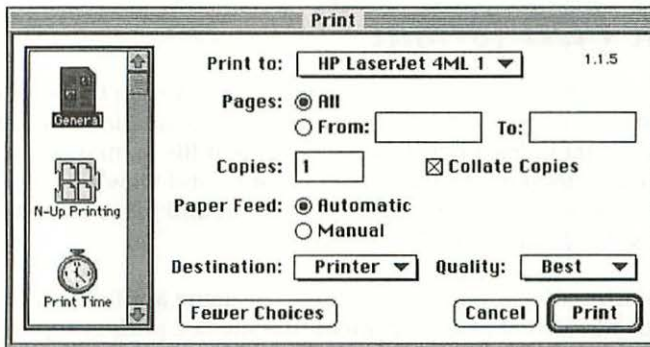 Print
General
N-Up Printing
Print Time
Print to: HP LaserJet 4ML 1 1.1.5
Pages: All
From: To:
Copies: 1 Collate Copies
Paper Feed: Automatic
Manual
Destination: Printer Quality: Best
Fewer Choices Cancel Print